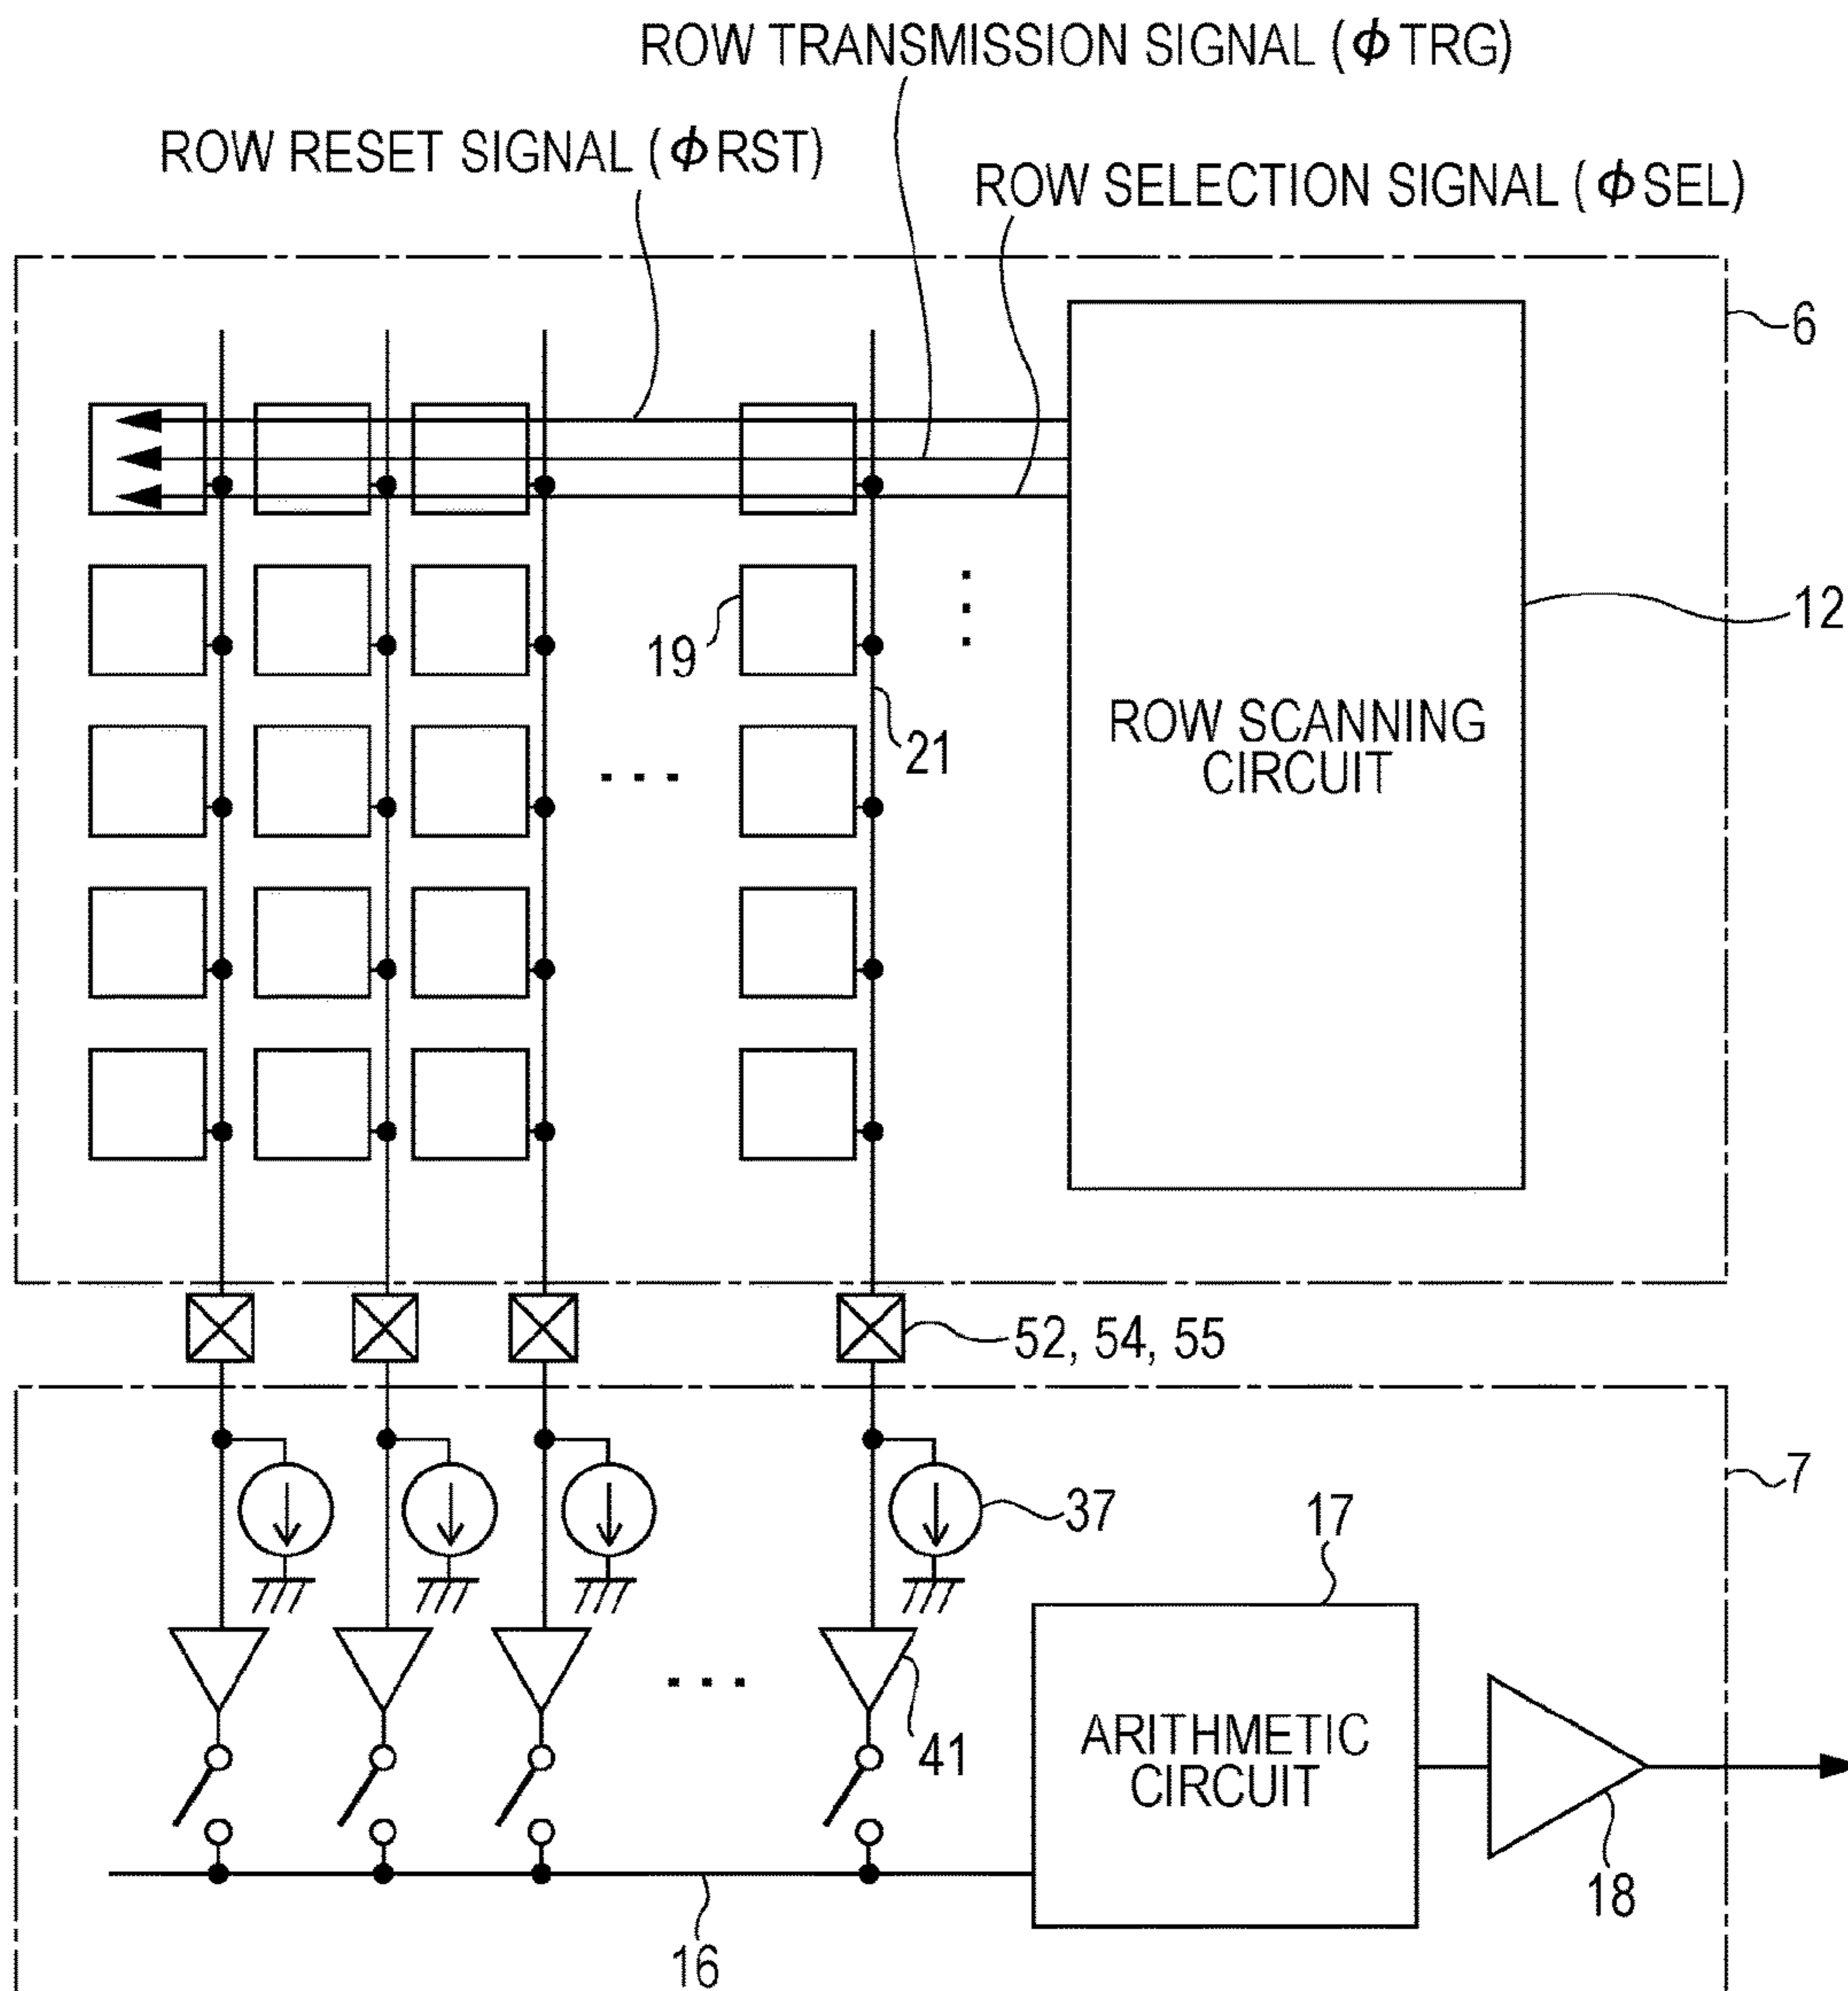 ROW TRANSMISSION SIGNAL (ϕTRG)
ROW RESET SIGNAL (ϕRST)
ROW SELECTION SIGNAL (ϕSEL)
6
12
19
21
ROW SCANNING
CIRCUIT
52, 54, 55
7
37
17
41
ARITHMETIC
CIRCUIT
18
16